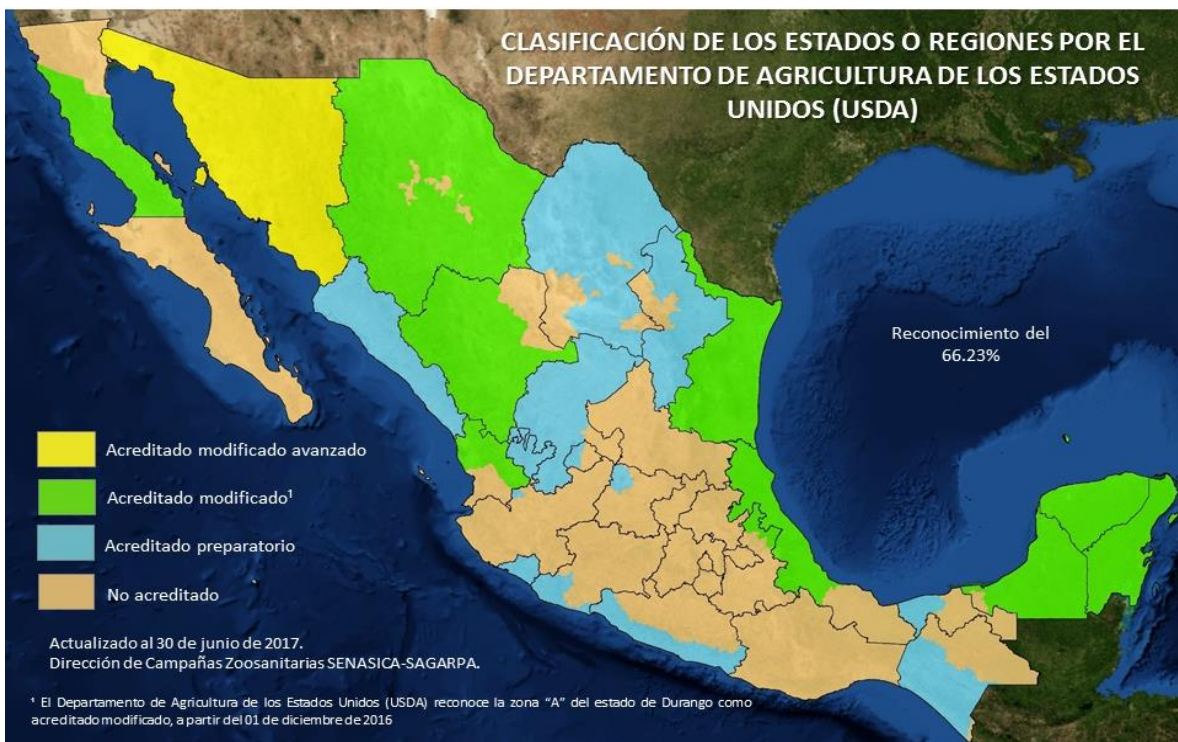 CLASIFICACIÓN DE LOS ESTADOS O REGIONES POR EL
DEPARTAMENTO DE AGRICULTURA DE LOS ESTADOS
UNIDOS (USDA)
Reconocimiento del
66.23%
Acreditado modificado avanzado
Acreditado modificado¹
Acreditado preparatorio
No acreditado
Actualizado al 30 de junio de 2017.
Dirección de Campañas Zoosanitarias SENASICA-SAGARPA.
¹ El Departamento de Agricultura de los Estados Unidos (USDA) reconoce la zona “A” del estado de Durango como
acreditado modificado, a partir del 01 de diciembre de 2016